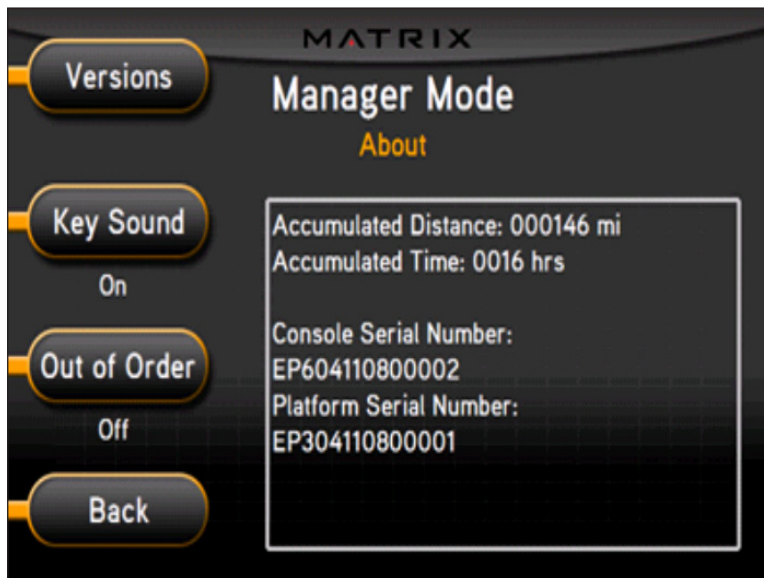 MATRIX
Versions
Manager Mode
About
Key Sound
On
Out of Order
Off
Back
Accumulated Distance: 000146 mi
Accumulated Time: 0016 hrs
Console Serial Number:
EP604110800002
Platform Serial Number:
EP304110800001